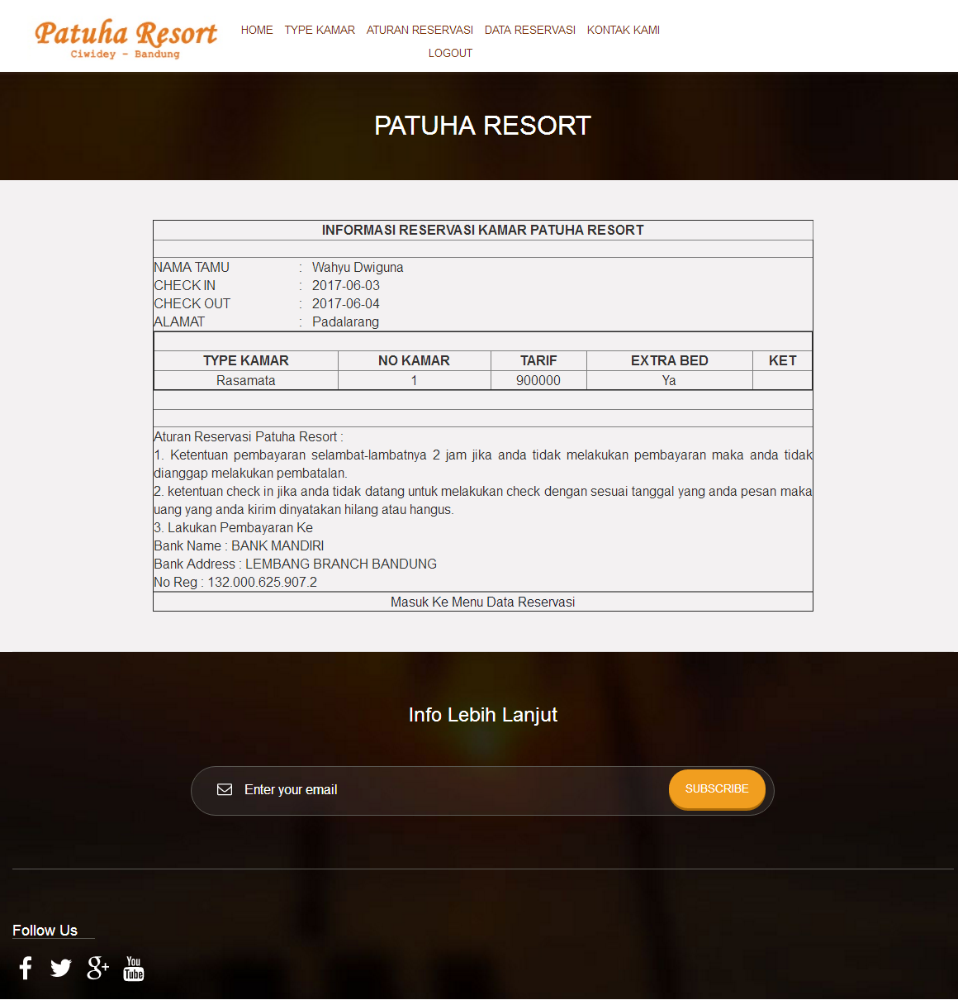 Patuha Resort
Ciwidey - Bandung
HOME TYPE KAMAR ATURAN RESERVASI DATA RESERVASI KONTAK KAMI
LOGOUT
PATUHA RESORT
INFORMASI RESERVASI KAMAR PATUHA RESORT
NAMA TAMU : Wahyu Dwiguna
CHECK IN : 2017-06-03
CHECK OUT : 2017-06-04
ALAMAT : Padalarang
TYPE KAMAR NO KAMAR TARIF EXTRA BED KET
Rasamata 1 900000 Ya
Aturan Reservasi Patuha Resort :
1. Ketentuan pembayaran selambat-lambatnya 2 jam jika anda tidak melakukan pembayaran maka anda tidak
dianggap melakukan pembatalan.
2. ketentuan check in jika anda tidak datang untuk melakukan check dengan sesuai tanggal yang anda pesan maka
uang yang anda kirim dinyatakan hilang atau hangus.
3. Lakukan Pembayaran Ke
Bank Name : BANK MANDIRI
Bank Address : LEMBANG BRANCH BANDUNG
No Reg : 132.000.625.907.2
Masuk Ke Menu Data Reservasi
Info Lebih Lanjut
Enter your email
SUBSCRIBE
Follow Us
You
Tube